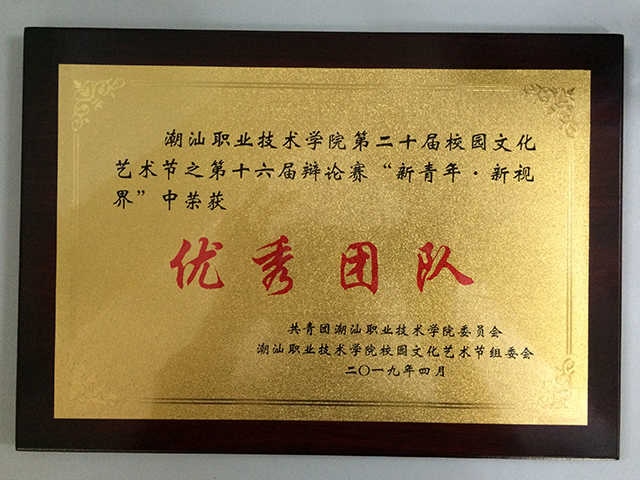 潮汕职业技术学院第二十届校园文化
艺术节之第十六届辩论赛“新青年·新视
界”中荣获
优秀团队
共青团潮汕职业技术学院委员会
潮汕职业技术学院校园文化艺术节组委会
二〇一九年四月